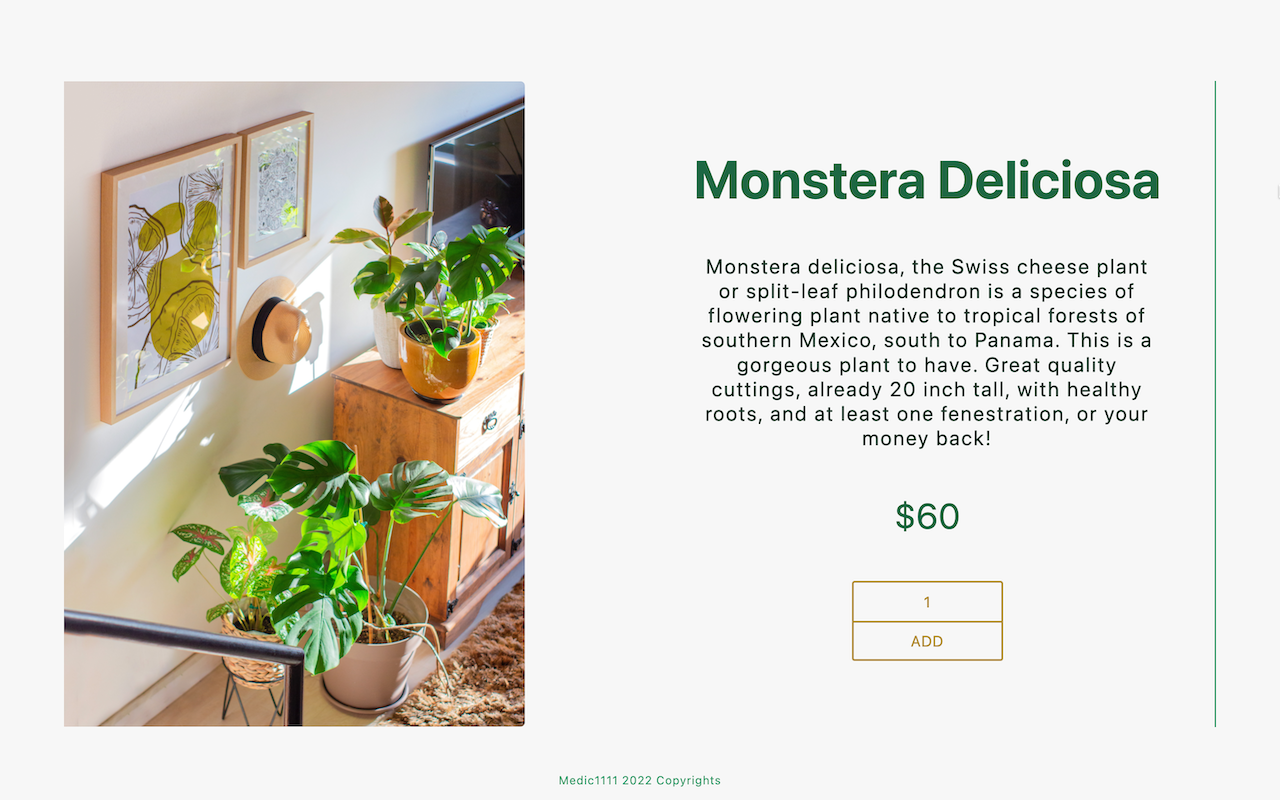 Monstera Deliciosa
Monstera deliciosa, the Swiss cheese plant
or split-leaf philodendron is a species of
flowering plant native to tropical forests of
southern Mexico, south to Panama. This is a
gorgeous plant to have. Great quality
cuttings, already 20 inch tall, with healthy
roots, and at least one fenestration, or your
money back!
$60
1
ADD
Medic1111 2022 Copyrights